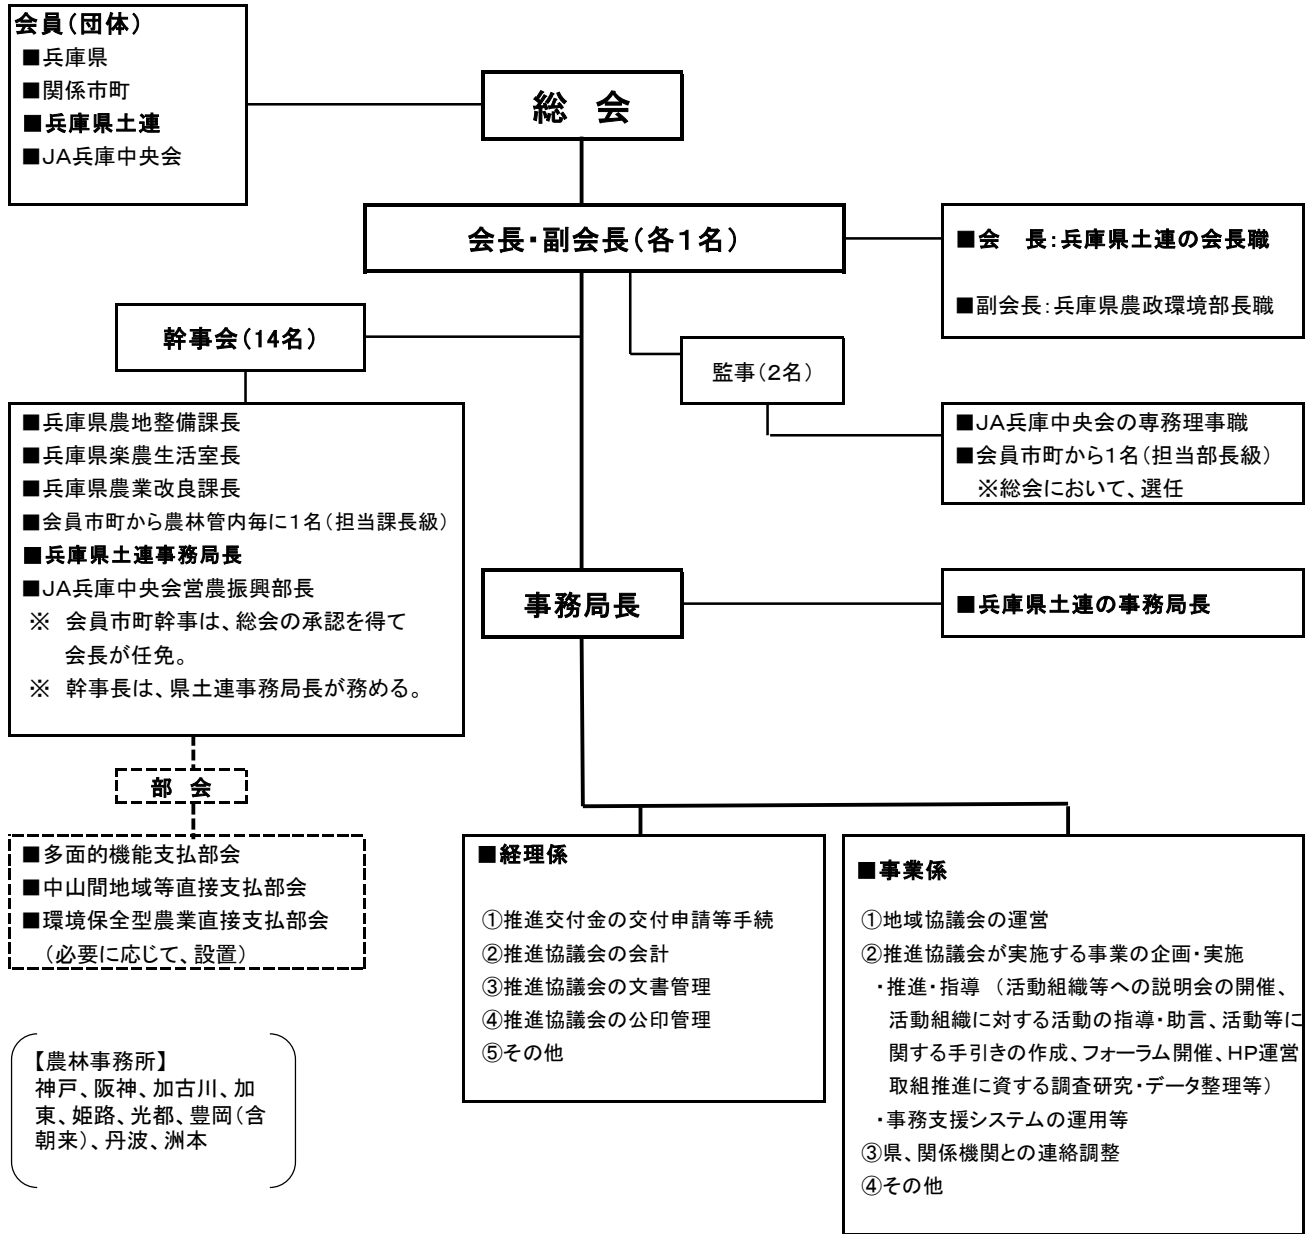 会員（団体）
■兵庫県
■関係市町
■兵庫県土連
■JA兵庫中央会
総　会
会長・副会長（各１名）
■会　長：兵庫県土連の会長職
■副会長：兵庫県農政環境部長職
幹事会（14名）
監事（２名）
■兵庫県農地整備課長
■兵庫県楽農生活室長
■兵庫県農業改良課長
■会員市町から農林管内毎に１名（担当課長級）
■兵庫県土連事務局長
■JA兵庫中央会営農振興部長
※　会員市町幹事は、総会の承認を得て
会長が任免。
※　幹事長は、県土連事務局長が務める。
■JA兵庫中央会の専務理事職
■会員市町から１名（担当部長級）
※総会において、選任
事務局長
■兵庫県土連の事務局長
部　会
■多面的機能支払部会
■中山間地域等直接支払部会
■環境保全型農業直接支払部会
（必要に応じて、設置）
【農林事務所】
神戸、阪神、加古川、加
東、姫路、光都、豊岡（含
朝来）、丹波、洲本
■経理係
①推進交付金の交付申請等手続
②推進協議会の会計
③推進協議会の文書管理
④推進協議会の公印管理
⑤その他
■事業係
①地域協議会の運営
②推進協議会が実施する事業の企画・実施
・推進・指導　（活動組織等への説明会の開催、
活動組織に対する活動の指導・助言、活動等に
関する手引きの作成、フォーラム開催、HP運営
取組推進に資する調査研究・データ整理等）
・事務支援システムの運用等
③県、関係機関との連絡調整
④その他